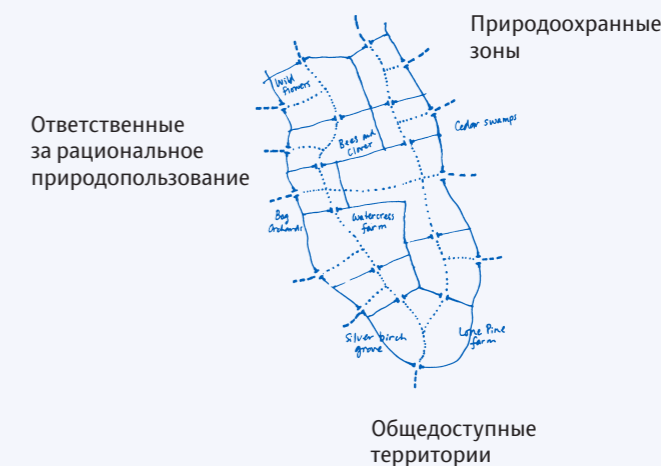 Природоохранные
зоны
Ответственные
за рациональное
природопользование
Wild
flowers
Bees and
Clover
Cedar swamps
Bog
Orchards
Watercress
farm
Silver birch
grove
Lone Pine
farm
Общедоступные
территории